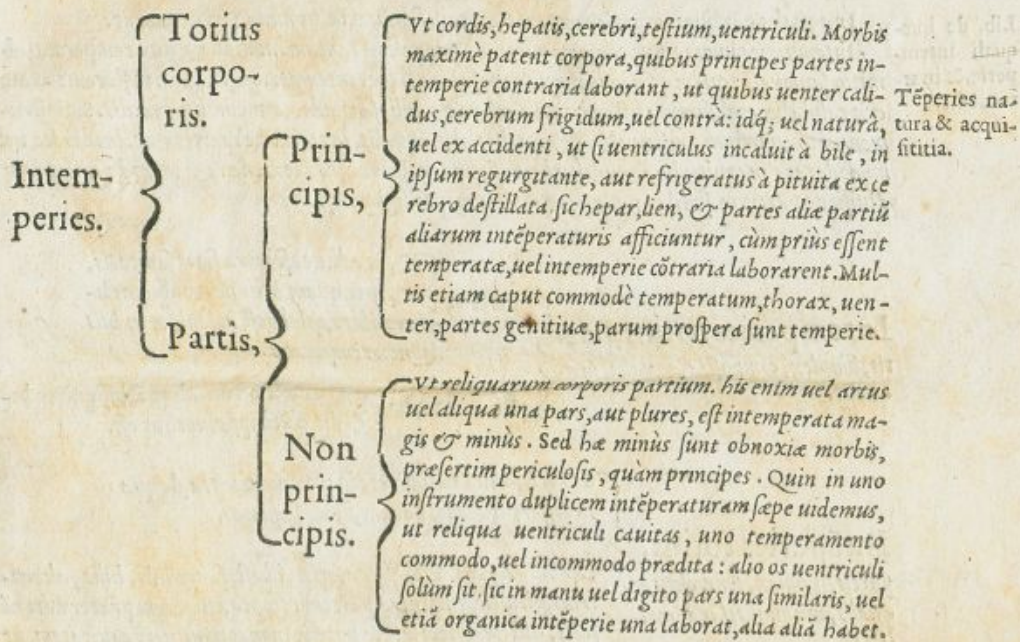 Intem-
peries.
Totius
corpo-
ris.
Partis,
Prin-
cipis,
Vt cordis, hepatis, cerebri, teſtium, uentriculi. Morbis
maximè patent corpora, quibus principes partes in-
temperie contraria laborant, ut quibus uenter cali-
dus, cerebrum frigidum, uel contrà: idq́; uel naturâ,
uel ex accidenti, ut ſi uentriculus incaluit à bile, in
ipſum regurgitante, aut refrigeratus à pituita ex ce
rebro deſtillata ſic hepar, lien, & partes aliæ partiũ
aliarum intẽperaturis afficiuntur, cùm priùs eſſent
temperatæ, uel intemperie cõtraria laborarent. Mul-
tis etiam caput commodè temperatum, thorax, uen-
ter, partes genitiuæ, parum proſpera ſunt temperie.
Tẽperies na-
tura & acqui-
ſititia.
Non
prin-
cipis.
Vt reliquarum corporis partium. his enim uel artus
uel aliqua una pars, aut plures, eſt intemperata ma-
gis & minùs. Sed hæ minùs ſunt obnoxiæ morbis,
præſertim periculoſis, quàm principes. Quin in uno
inſtrumento duplicem intẽperaturam ſæpe uidemus,
ut reliqua uentriculi cauitas, uno temperamento
commodo, uel incommodo prædita: alio os uentriculi
ſolùm ſit. ſic in manu uel digito pars una ſimilaris, uel
etiã organica intẽperie una laborat, alia aliã habet.